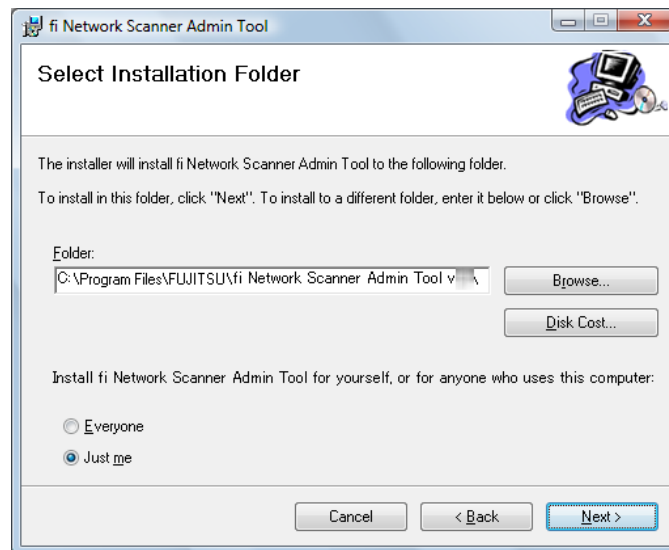 fi Network Scanner Admin Tool
Select Installation Folder
The installer will install fi Network Scanner Admin Tool to the following folder.
To install in this folder, click "Next". To install to a different folder, enter it below or click "Browse".
Folder:
C:\Program Files\FUJITSU\fi Network Scanner Admin Tool v \
Browse...
Disk Cost...
Install fi Network Scanner Admin Tool for yourself, or for anyone who uses this computer:
Everyone
Just me
Cancel
< Back
Next >